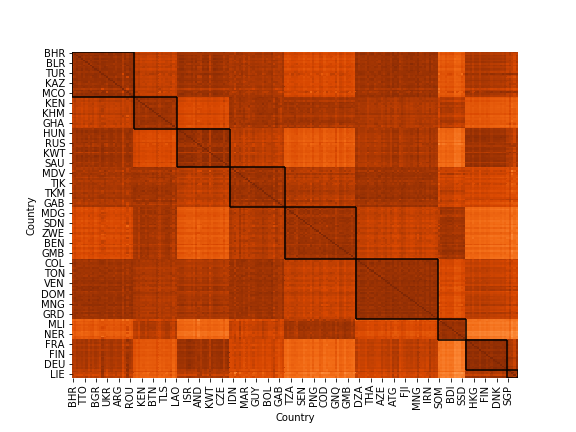 BHR
BLR
TUR
KAZ
MCO
KEN
KHM
GHA
HUN
RUS
KWT
SAU
MDV
TJK
TKM
GAB
MDG
SDN
ZWE
BEN
GMB
COL
TON
VEN
DOM
MNG
GRD
MLI
NER
FRA
FIN
DEU
LIE
Country
BHR TTO BGR UKR ARG ROU KEN BTN TLS LAO ISR AND KWT CZE IDN MAR GUY BOL GAB TZA SEN PNG COD GNQ GMB DZA THA AZE ATG FJI MNG IRN SOM BDI SSD HKG FIN DNK SGP
Country